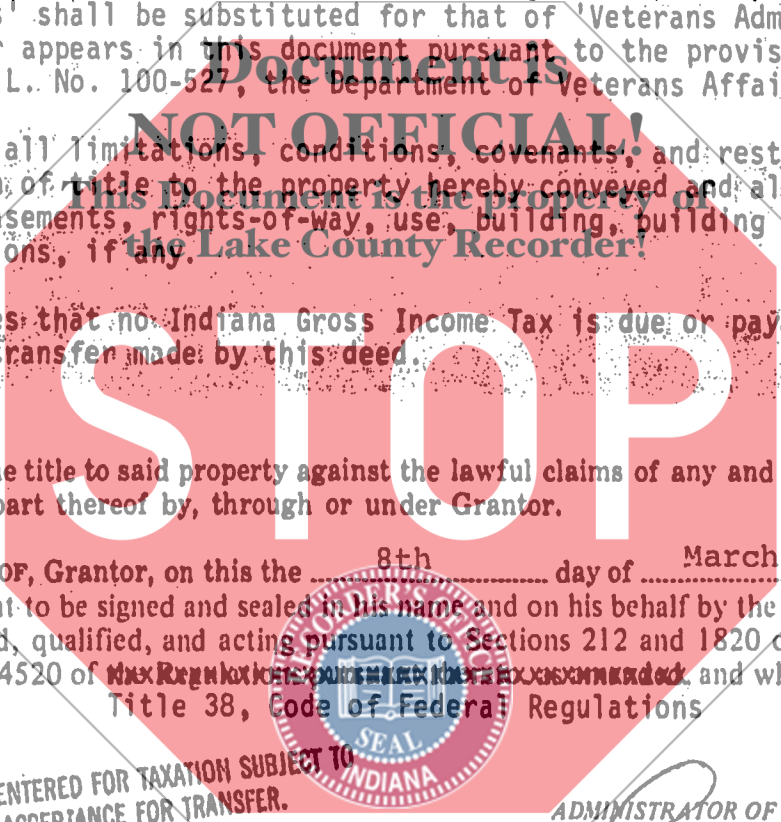 ' shall be substituted for that of 'Veterans Adm
appears in this document pursuant to the provis
L. No. 100-527, the Department of Veterans Affai
Document is
NOT OFFICIAL!
This Document is the property of
the Lake County Recorder!
all limitations, conditions, covenants, and rest
of title to the property hereby conveyed and al
sements, rights-of-way, use, building, building
ons, if any.
es that no Indiana Gross Income Tax is due or pay
transfer made by this deed.
STOP
e title to said property against the lawful claims of any and
part thereof by, through or under Grantor.
OF, Grantor, on this the 8th day of March
nt to be signed and sealed in his name and on his behalf by the
d, qualified, and acting pursuant to Sections 212 and 1820
4520 of and wh
Title 38, Code of Federal Regulations
RECORDER'S OFFICE
SEAL
INDIANA
ENTERED FOR TAXATION SUBJECT TO
ACCEPTANCE FOR TRANSFER.
ADMINISTRATOR OF